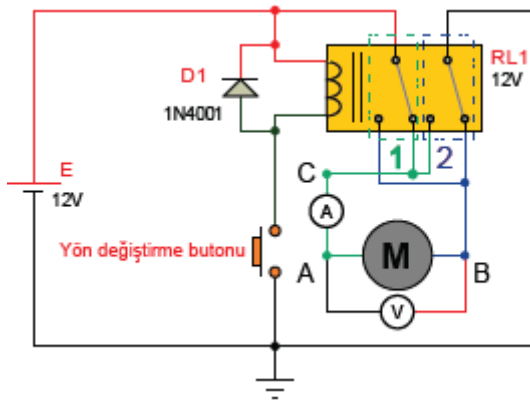 D1
1N4001
RL1
12V
E
12V
1
2
C
A
Yön değiştirme butonu
A
M
B
V